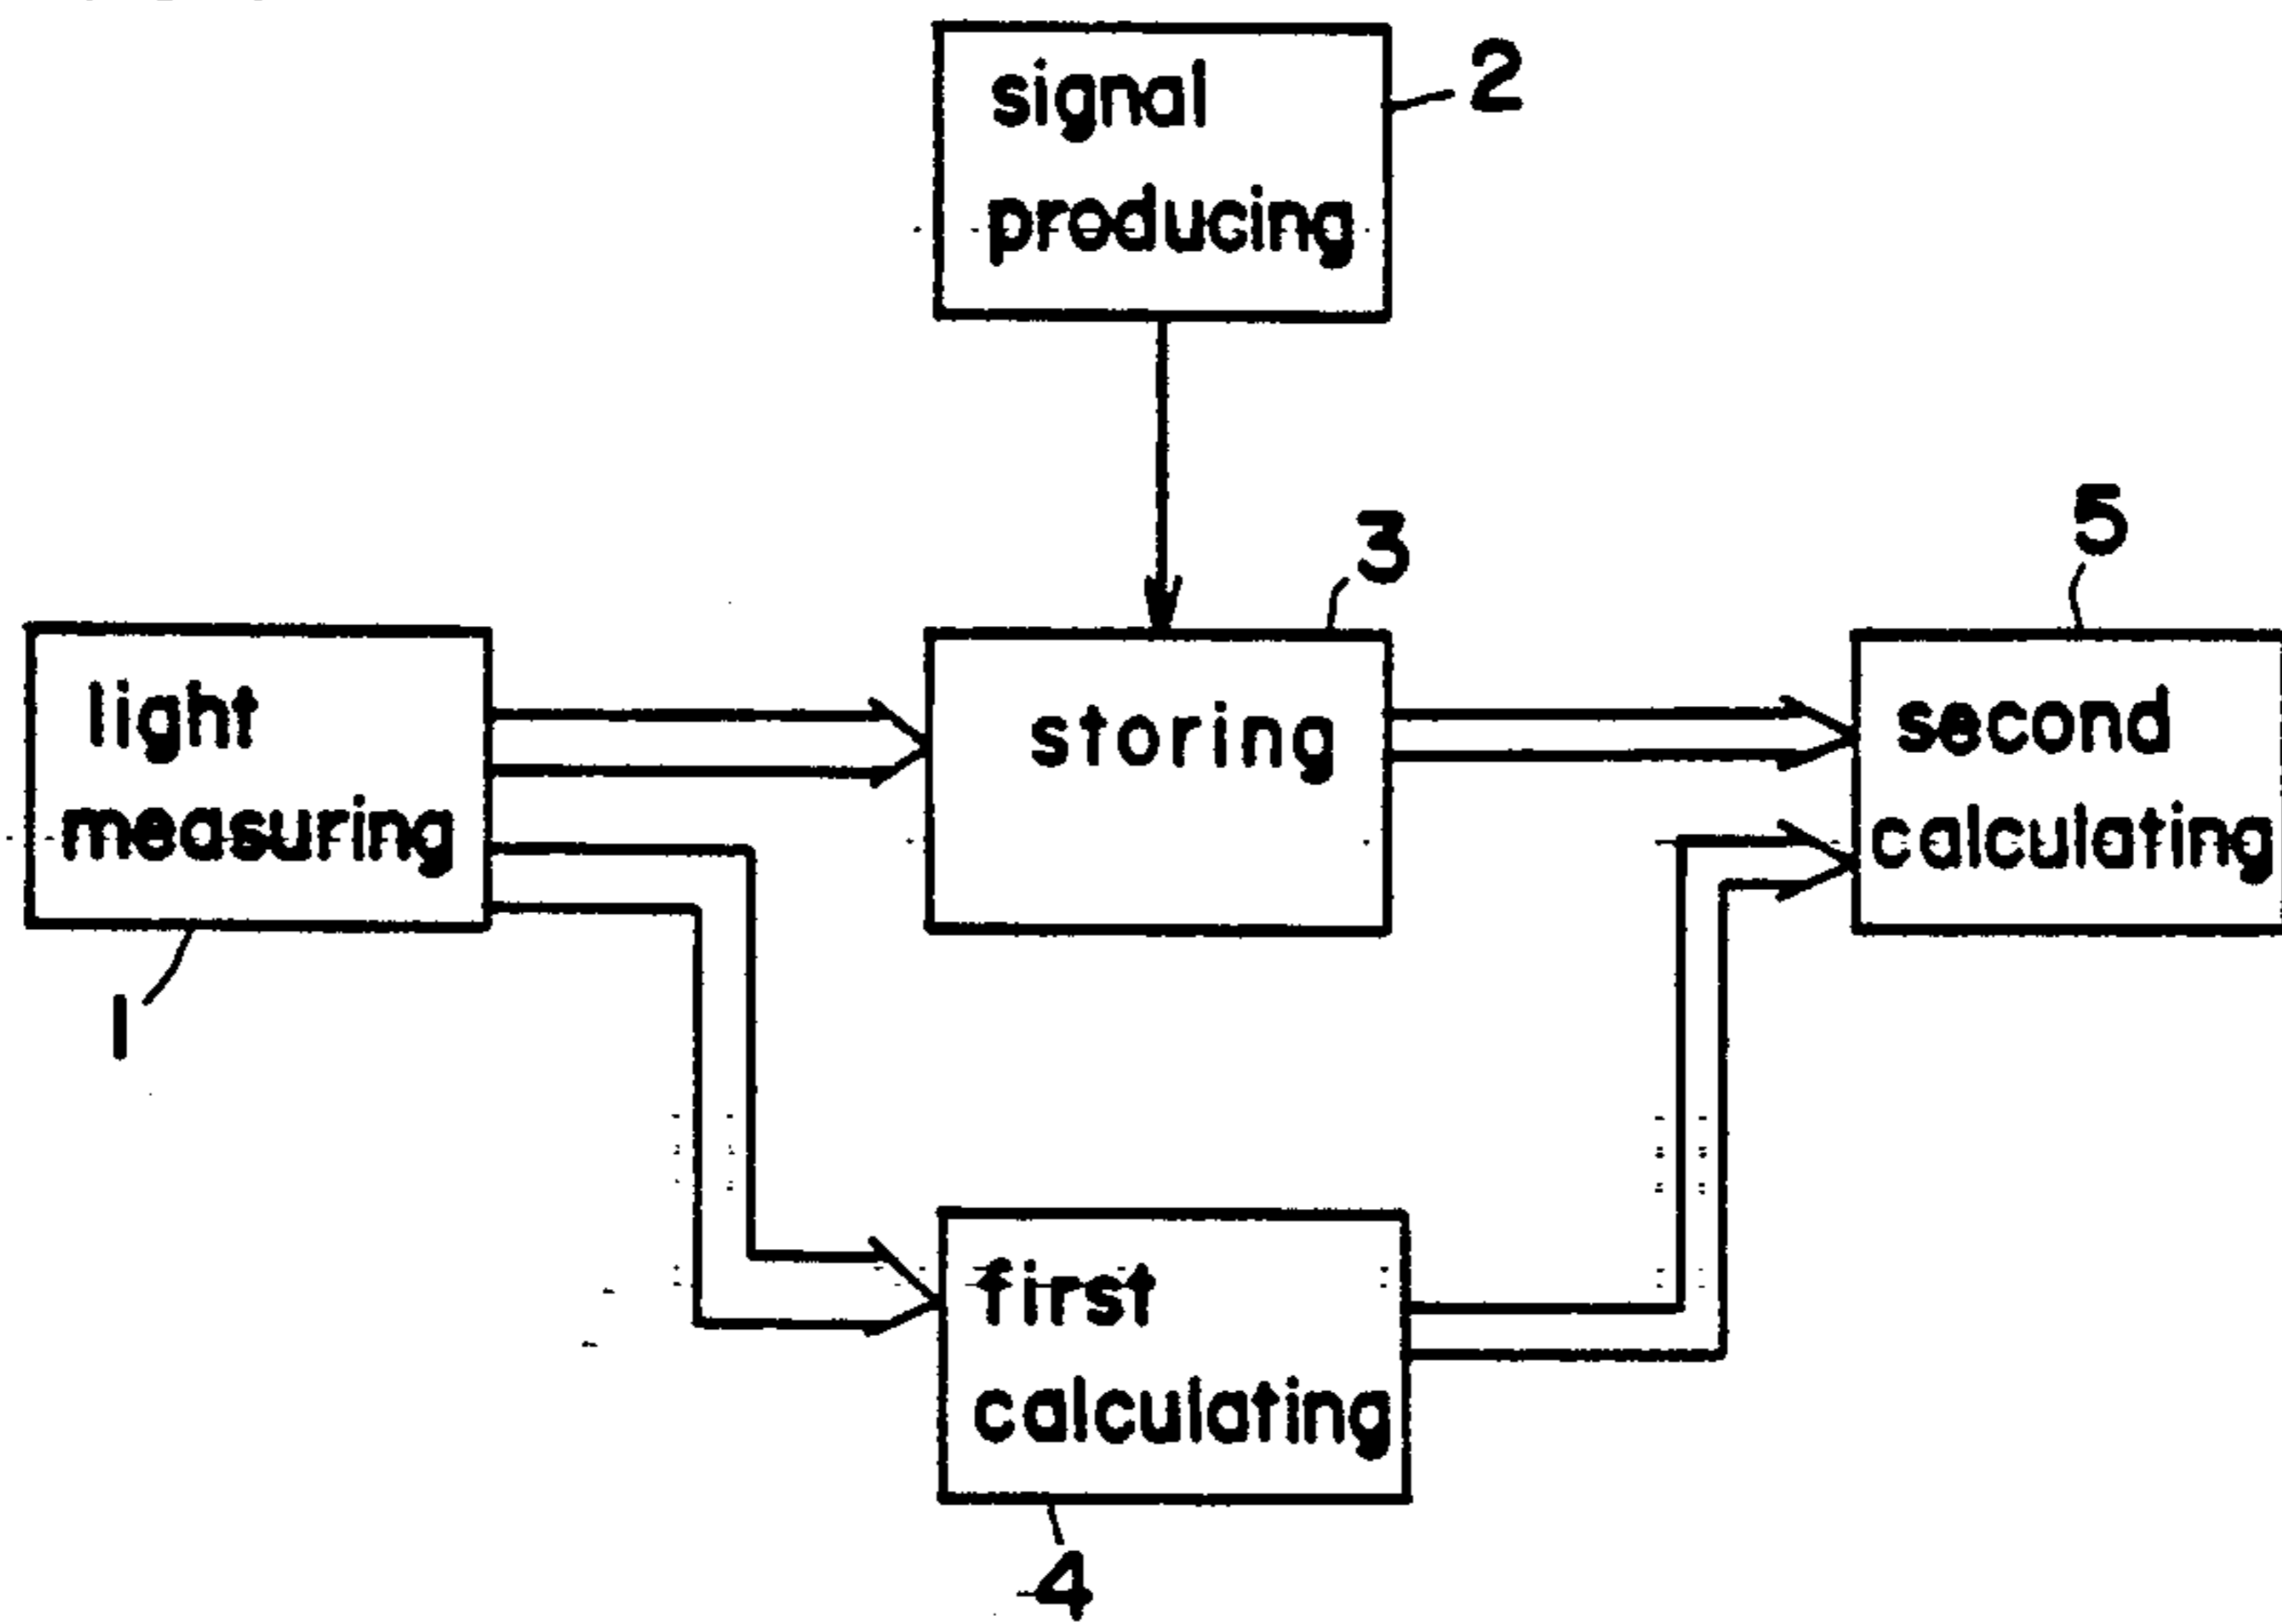 signal
producing
2
3
5
light
measuring
storing
second
calculating
1
first
calculating
4